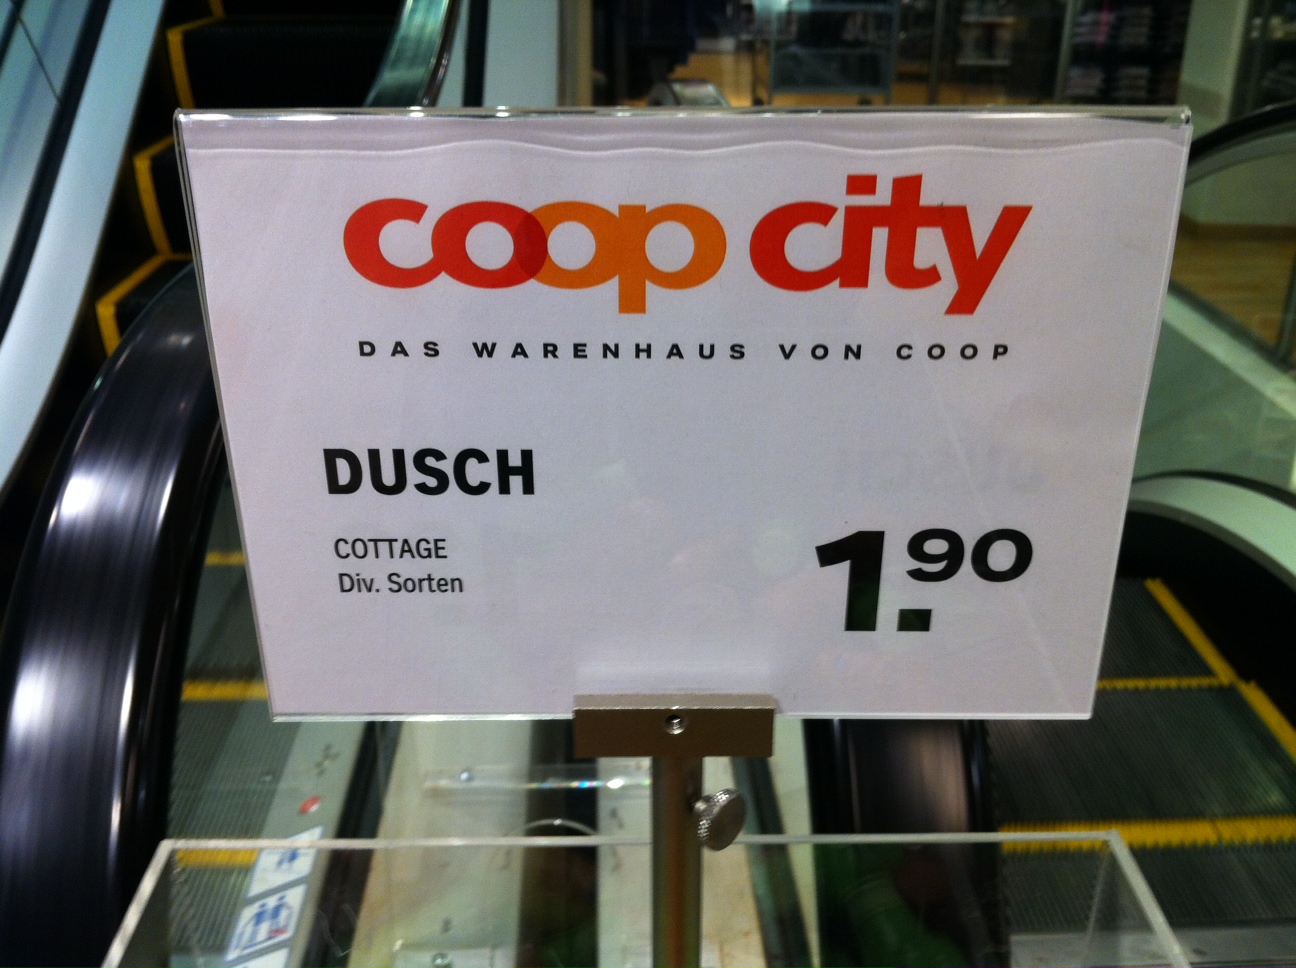 coop city
DAS WARENHAUS VON COOP
DUSCH
COTTAGE
Div. Sorten
1.90